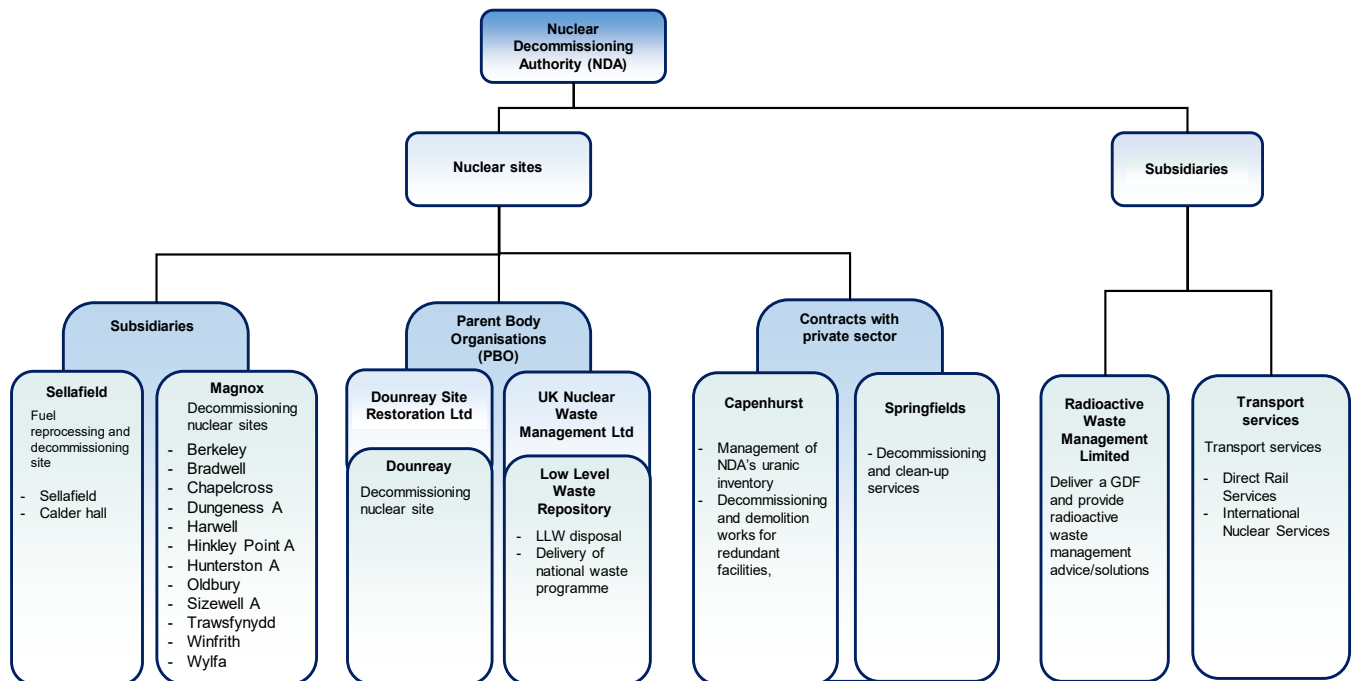 Nuclear
Decommissioning
Authority (NDA)
Nuclear sites
Subsidiaries
Subsidiaries
Parent Body
Organisations
(PBO)
Contracts with
private sector
Sellafield
Fuel
reprocessing and
decommissioning
site
- Sellafield
- Calder hall
Magnox
Decommissioning
nuclear sites
- Berkeley
- Bradwell
- Chapelcross
- Dungeness A
- Harwell
- Hinkley Point A
- Hunterston A
- Oldbury
- Sizewell A
- Trawsfynydd
- Winfrith
- Wylfa
Dounreay Site
Restoration Ltd
Dounreay
Decommissioning
nuclear site
UK Nuclear
Waste
Management Ltd
Low Level
Waste
Repository
- LLW disposal
- Delivery of
national waste
programme
Capenhurst
- Management of
NDA's uranic
inventory
- Decommissioning
and demolition
works for
redundant
facilities,
Springfields
- Decommissioning
and clean-up
services
Radioactive
Waste
Management
Limited
Deliver a GDF
and provide
radioactive
waste
management
advice/solutions
Transport
services
Transport services
- Direct Rail
Services
- International
Nuclear Services